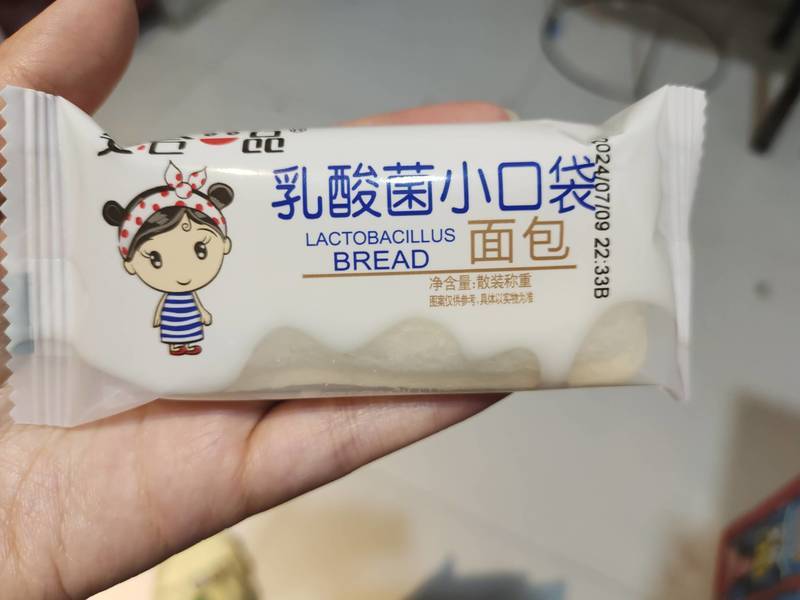 乳酸菌小口袋
LACTOBACILLUS
BREAD
面包
净含量:散装称重
图案仅供参考,具体以实物为准
2024/07/09 22:33B